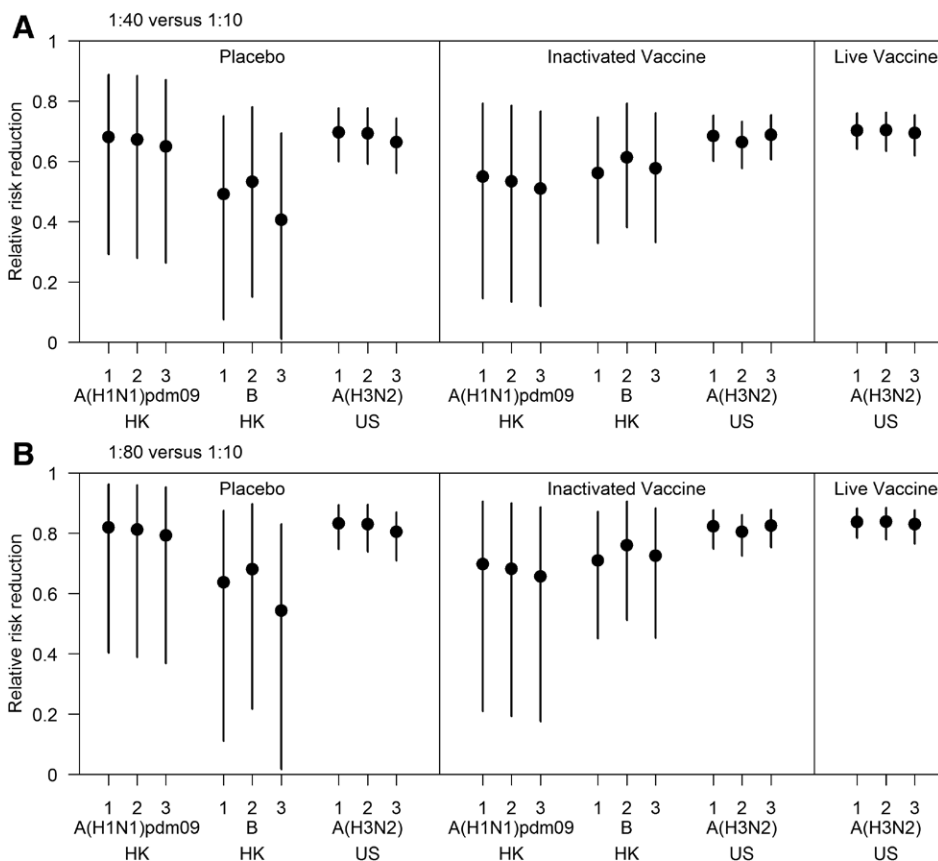 A
1:40 versus 1:10
Placebo
Inactivated Vaccine
Live Vaccine
Relative risk reduction
1
0.8
0.6
0.4
0.2
0
1 2 3 1 2 3 1 2 3 1 2 3 1 2 3 1 2 3 1 2 3
A(H1N1)pdm09 B A(H3N2) A(H1N1)pdm09 B A(H3N2) A(H3N2)
HK HK US HK HK US US
B
1:80 versus 1:10
Placebo
Inactivated Vaccine
Live Vaccine
Relative risk reduction
1
0.8
0.6
0.4
0.2
0
1 2 3 1 2 3 1 2 3 1 2 3 1 2 3 1 2 3 1 2 3
A(H1N1)pdm09 B A(H3N2) A(H1N1)pdm09 B A(H3N2) A(H3N2)
HK HK US HK HK US US